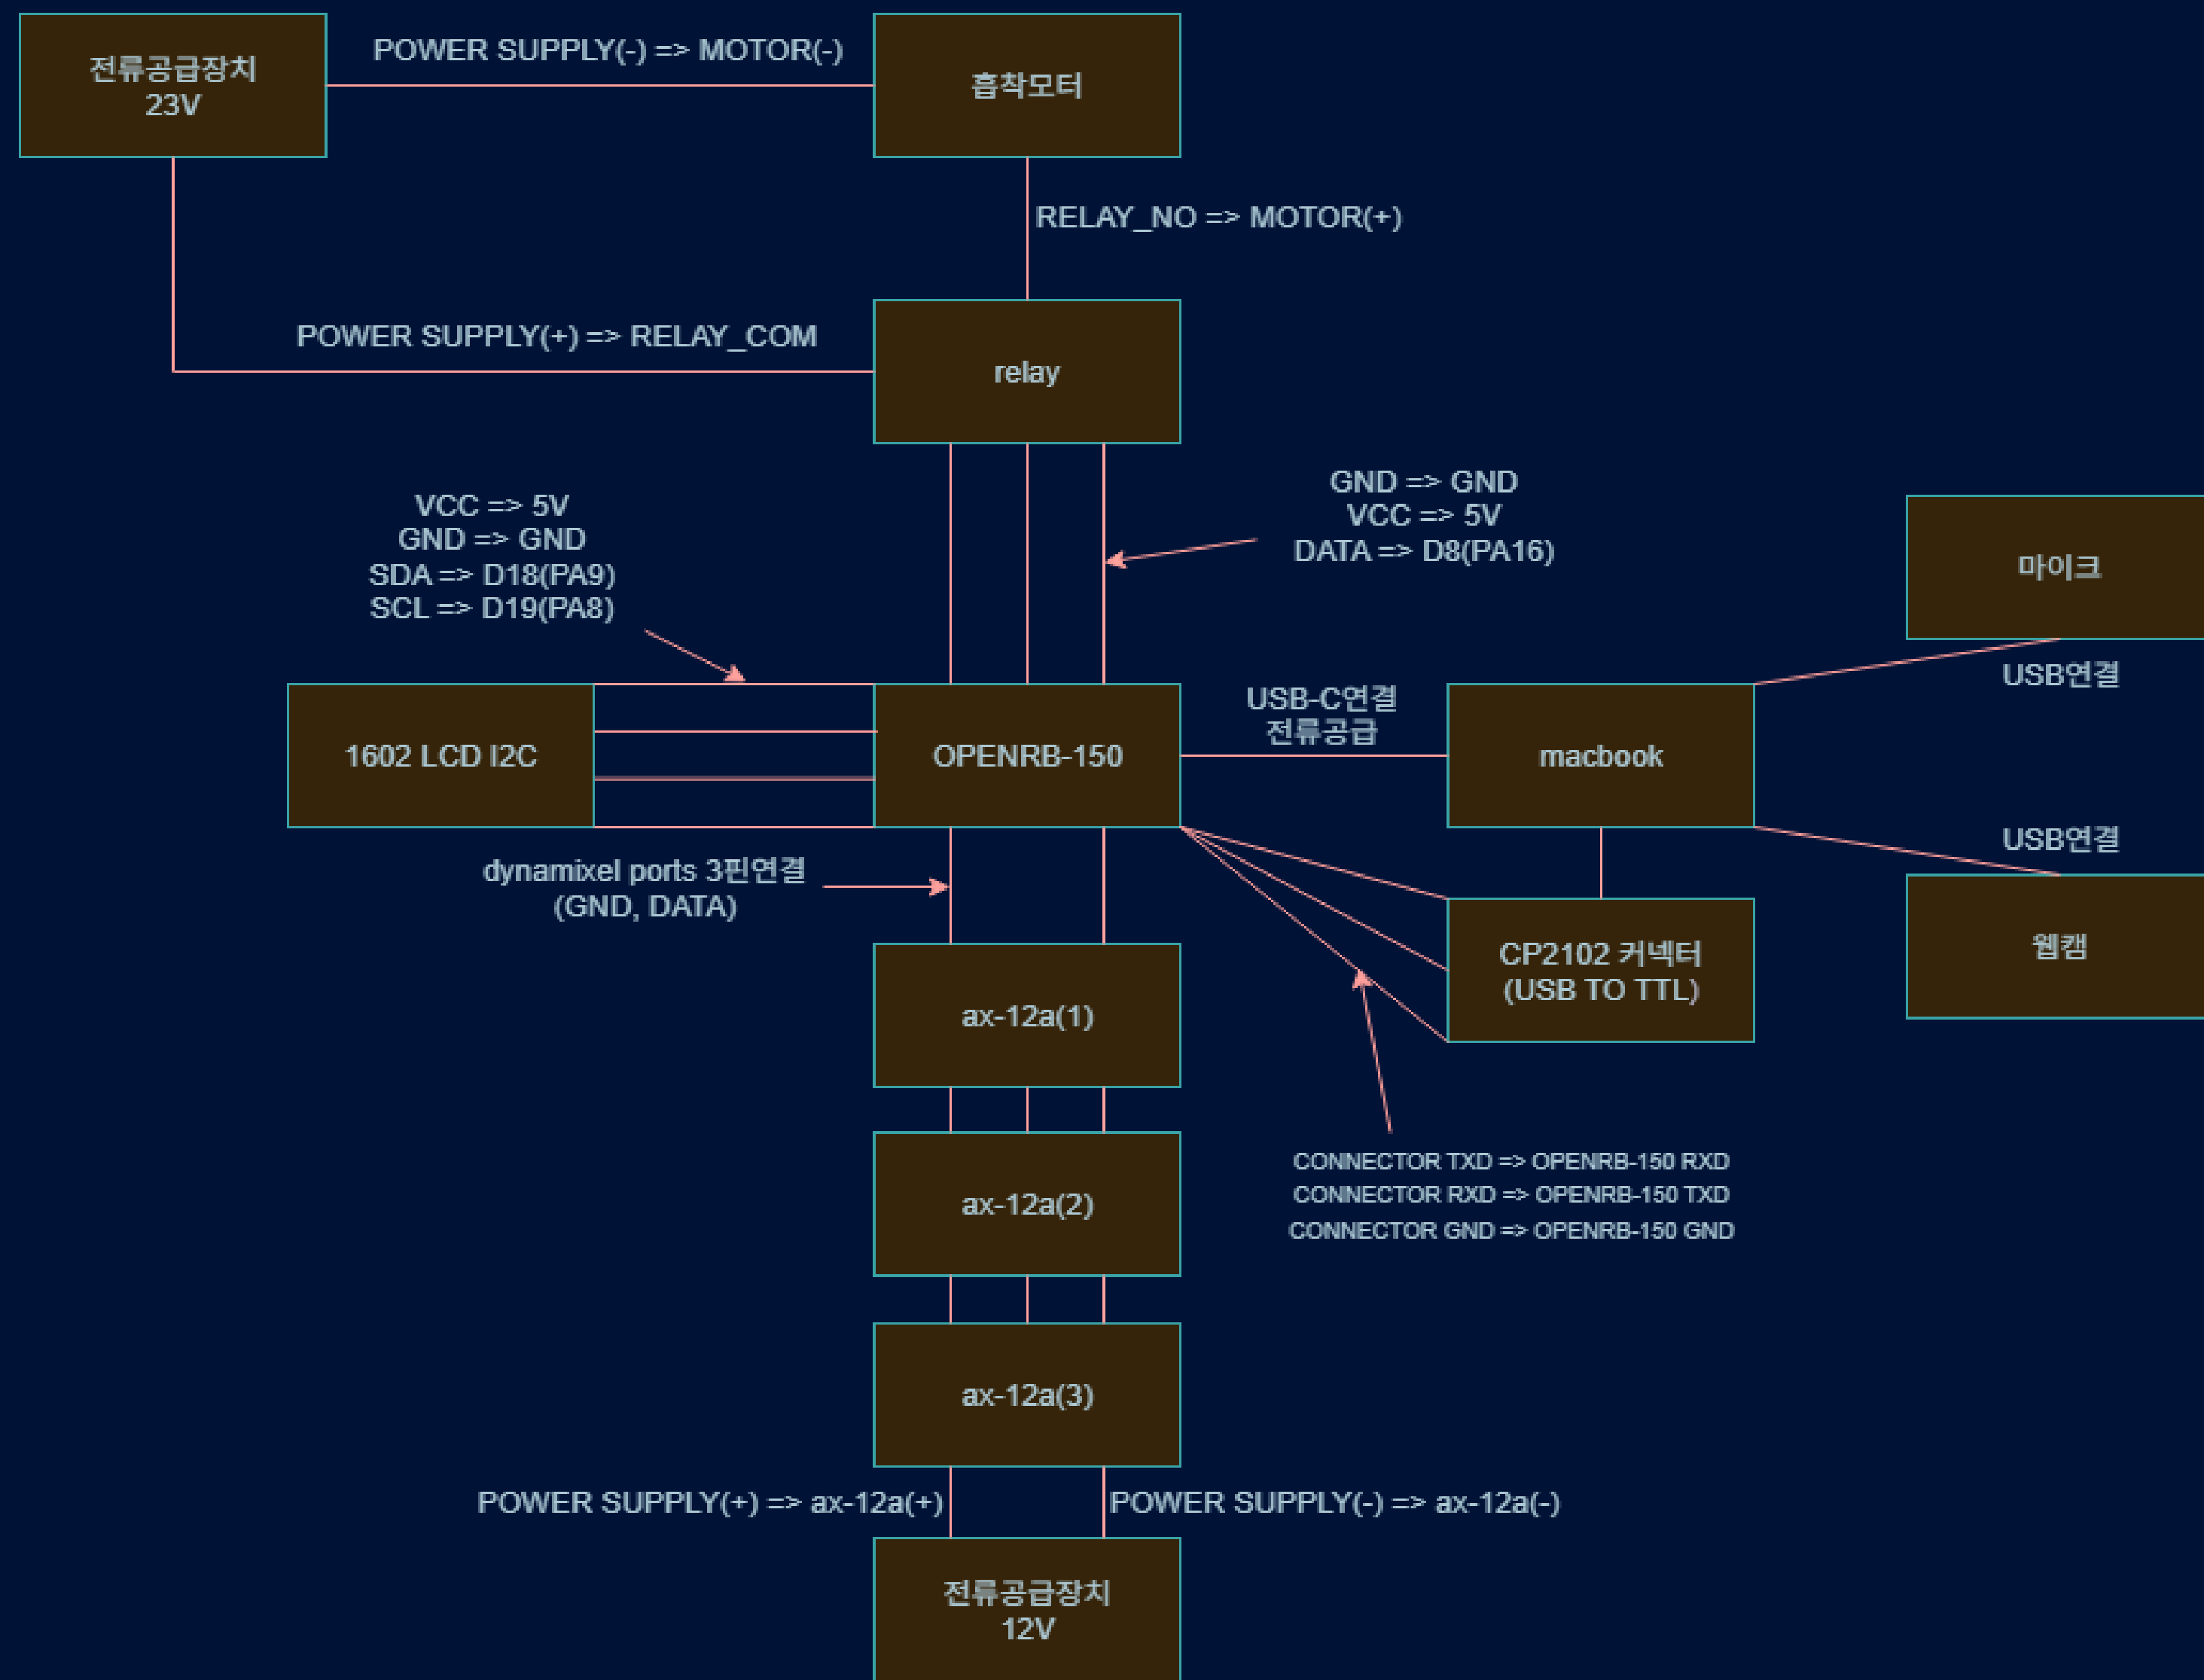 전류공급장치
23V
POWER SUPPLY(-) => MOTOR(-)
흡착모터
RELAY_NO => MOTOR(+)
POWER SUPPLY(+) => RELAY_COM
relay
VCC => 5V
GND => GND
SDA => D18(PA9)
SCL => D19(PA8)
GND => GND
VCC => 5V
DATA => D8(PA16)
마이크
USB연결
1602 LCD I2C
OPENRB-150
USB-C연결
전류공급
macbook
USB연결
웹캠
dynamixel ports 3핀연결
(GND, DATA)
CP2102 커넥터
(USB TO TTL)
ax-12a(1)
CONNECTOR TXD => OPENRB-150 RXD
CONNECTOR RXD => OPENRB-150 TXD
CONNECTOR GND => OPENRB-150 GND
ax-12a(2)
ax-12a(3)
POWER SUPPLY(+) => ax-12a(+)
POWER SUPPLY(-) => ax-12a(-)
전류공급장치
12V